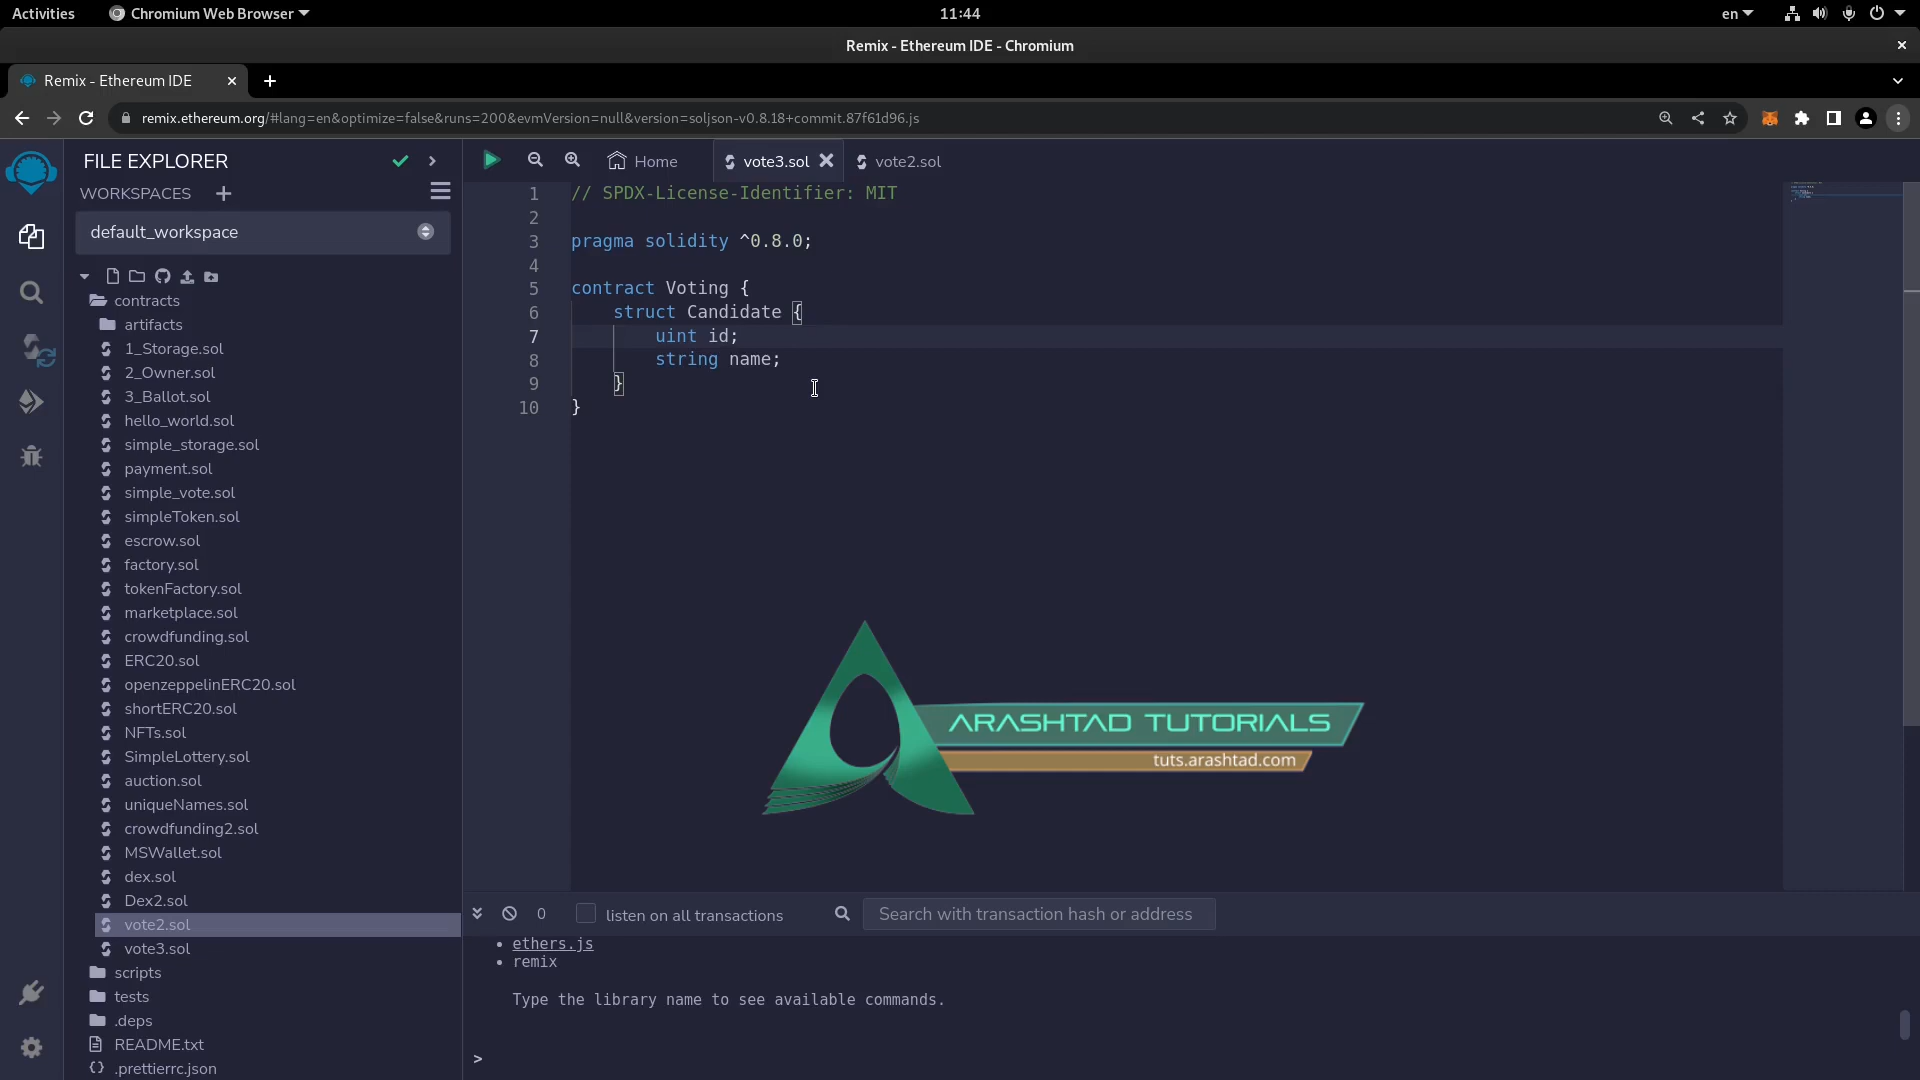 Activities
Chromium Web Browser
11:44
en
Remix - Ethereum IDE - Chromium
Remix - Ethereum IDE
remix.ethereum.org/#lang=en&optimize=false&runs=200&evmVersion=null&version=soljson-v0.8.18+commit.87f61d96.js
FILE EXPLORER
WORKSPACES
default_workspace
contracts
artifacts
1_Storage.sol
2_Owner.sol
3_Ballot.sol
hello_world.sol
simple_storage.sol
payment.sol
simple_vote.sol
simpleToken.sol
escrow.sol
factory.sol
tokenFactory.sol
marketplace.sol
crowdfunding.sol
ERC20.sol
openzeppelinERC20.sol
shortERC20.sol
NFTs.sol
SimpleLottery.sol
auction.sol
uniqueNames.sol
crowdfunding2.sol
MSWallet.sol
dex.sol
Dex2.sol
vote2.sol
vote3.sol
scripts
tests
.deps
README.txt
.prettierrc.json
Home
vote3.sol
vote2.sol
1 // SPDX-License-Identifier: MIT
2
3 pragma solidity ^0.8.0;
4
5 contract Voting {
6 struct Candidate {
7 uint id;
8 string name;
9 }
10 }
ARASHTAD TUTORIALS
tuts.arashtad.com
0
listen on all transactions
Search with transaction hash or address
• ethers.js
• remix
Type the library name to see available commands.
>